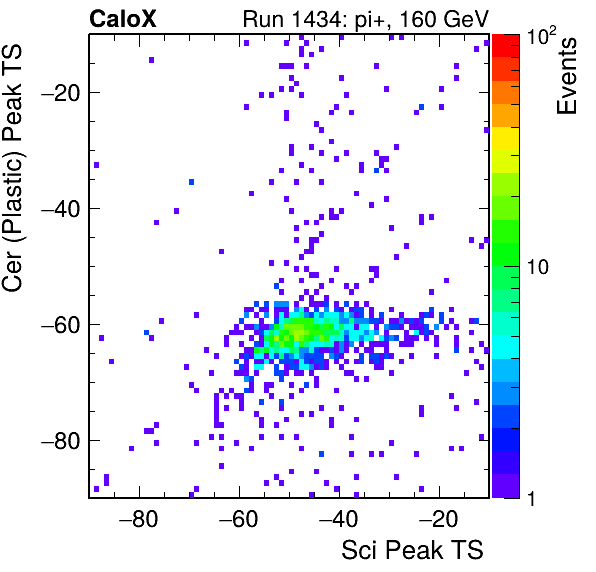 CaloX
Run 1434: pi+, 160 GeV
Cer (Plastic) Peak TS
−20
−40
−60
−80
−80
−60
−40
−20
Sci Peak TS
10²
10
1
Events